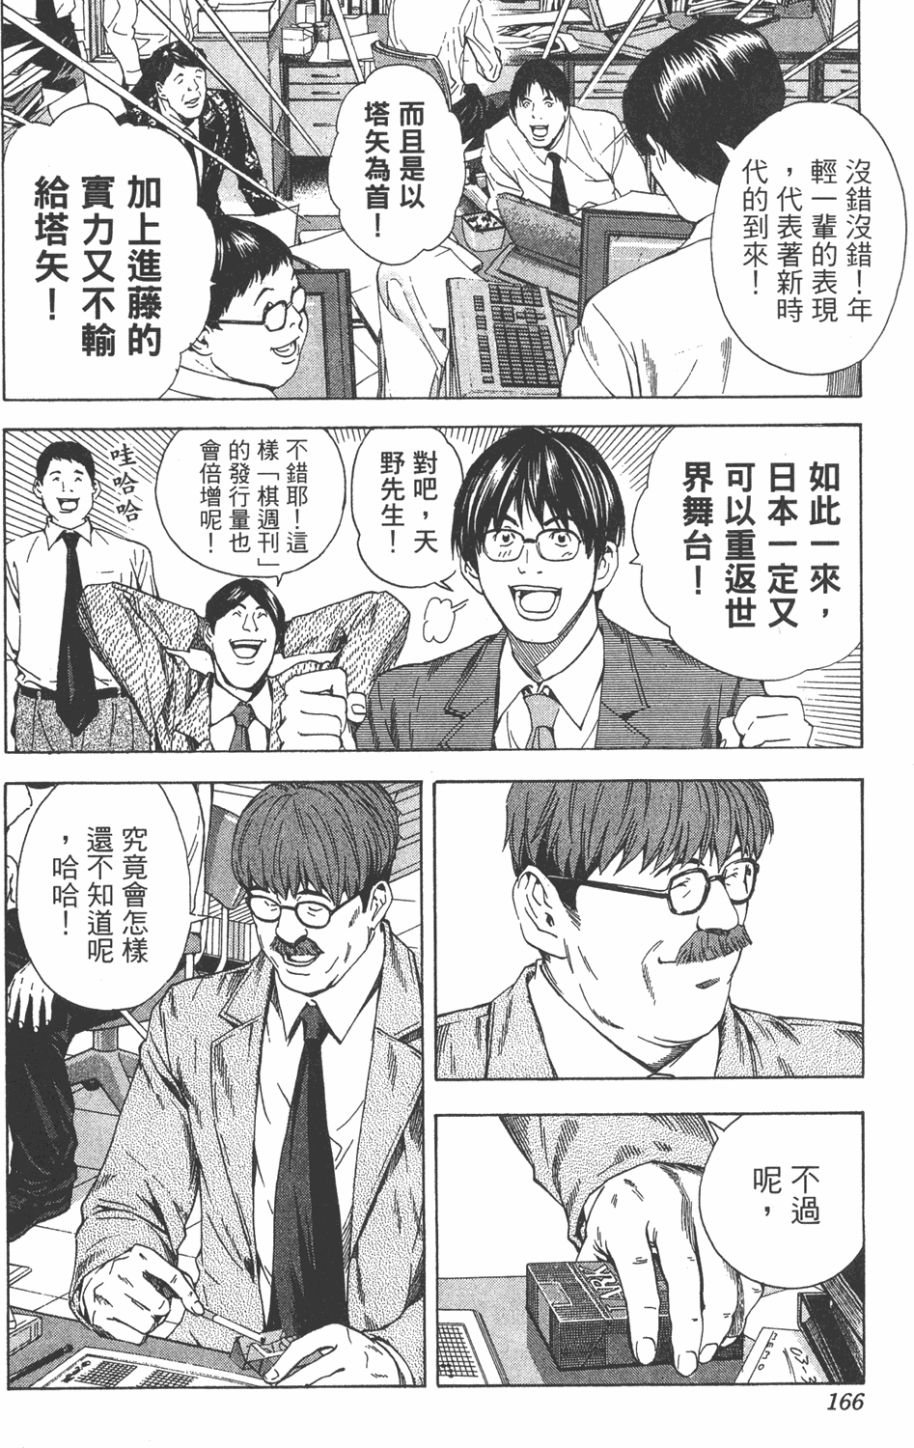 沒錯沒錯！年
輕一輩的表現
，代表著新時
代的到來！
而且是以
塔矢為首！
加上進藤的
實力又不輸
給塔矢！
如此一來，
日本一定又
可以重返世
界舞台！
對吧，天
野先生！
不錯耶！這
樣「棋週刊」
的發行量也
會倍增呢！
哇哈哈
究竟會怎樣
還不知道呢
，哈哈！
不過
呢，
166